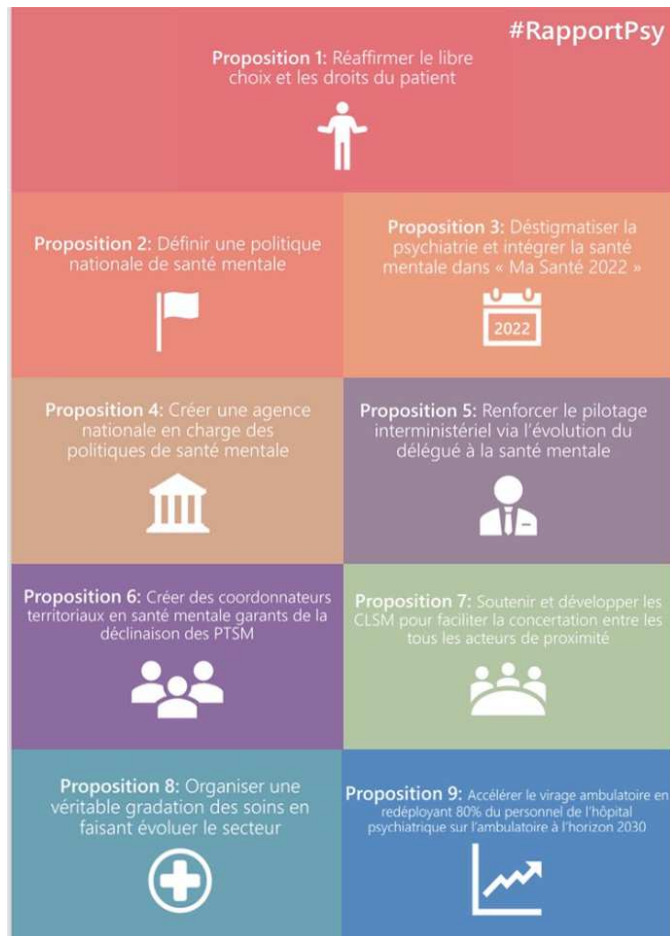 #RapportPsy
Proposition 1: Réaffirmer le libre
choix et les droits du patient
Proposition 2: Définir une politique
nationale de santé mentale
Proposition 3: Déstigmatiser la
psychiatrie et intégrer la santé
mentale dans « Ma Santé 2022 »
2022
Proposition 4: Créer une agence
nationale en charge des
politiques de santé mentale
Proposition 5: Renforcer le pilotage
interministériel via l'évolution du
délégué à la santé mentale
Proposition 6: Créer des coordonnateurs
territoriaux en santé mentale garants de la
déclinaison des PTSM
Proposition 7: Soutenir et développer les
CLSM pour faciliter la concertation entre les
tous les acteurs de proximité
Proposition 8: Organiser une
véritable gradation des soins en
faisant évoluer le secteur
Proposition 9: Accélérer le virage ambulatoire en
redéployant 80% du personnel de l'hôpital
psychiatrique sur l'ambulatoire à l'horizon 2030